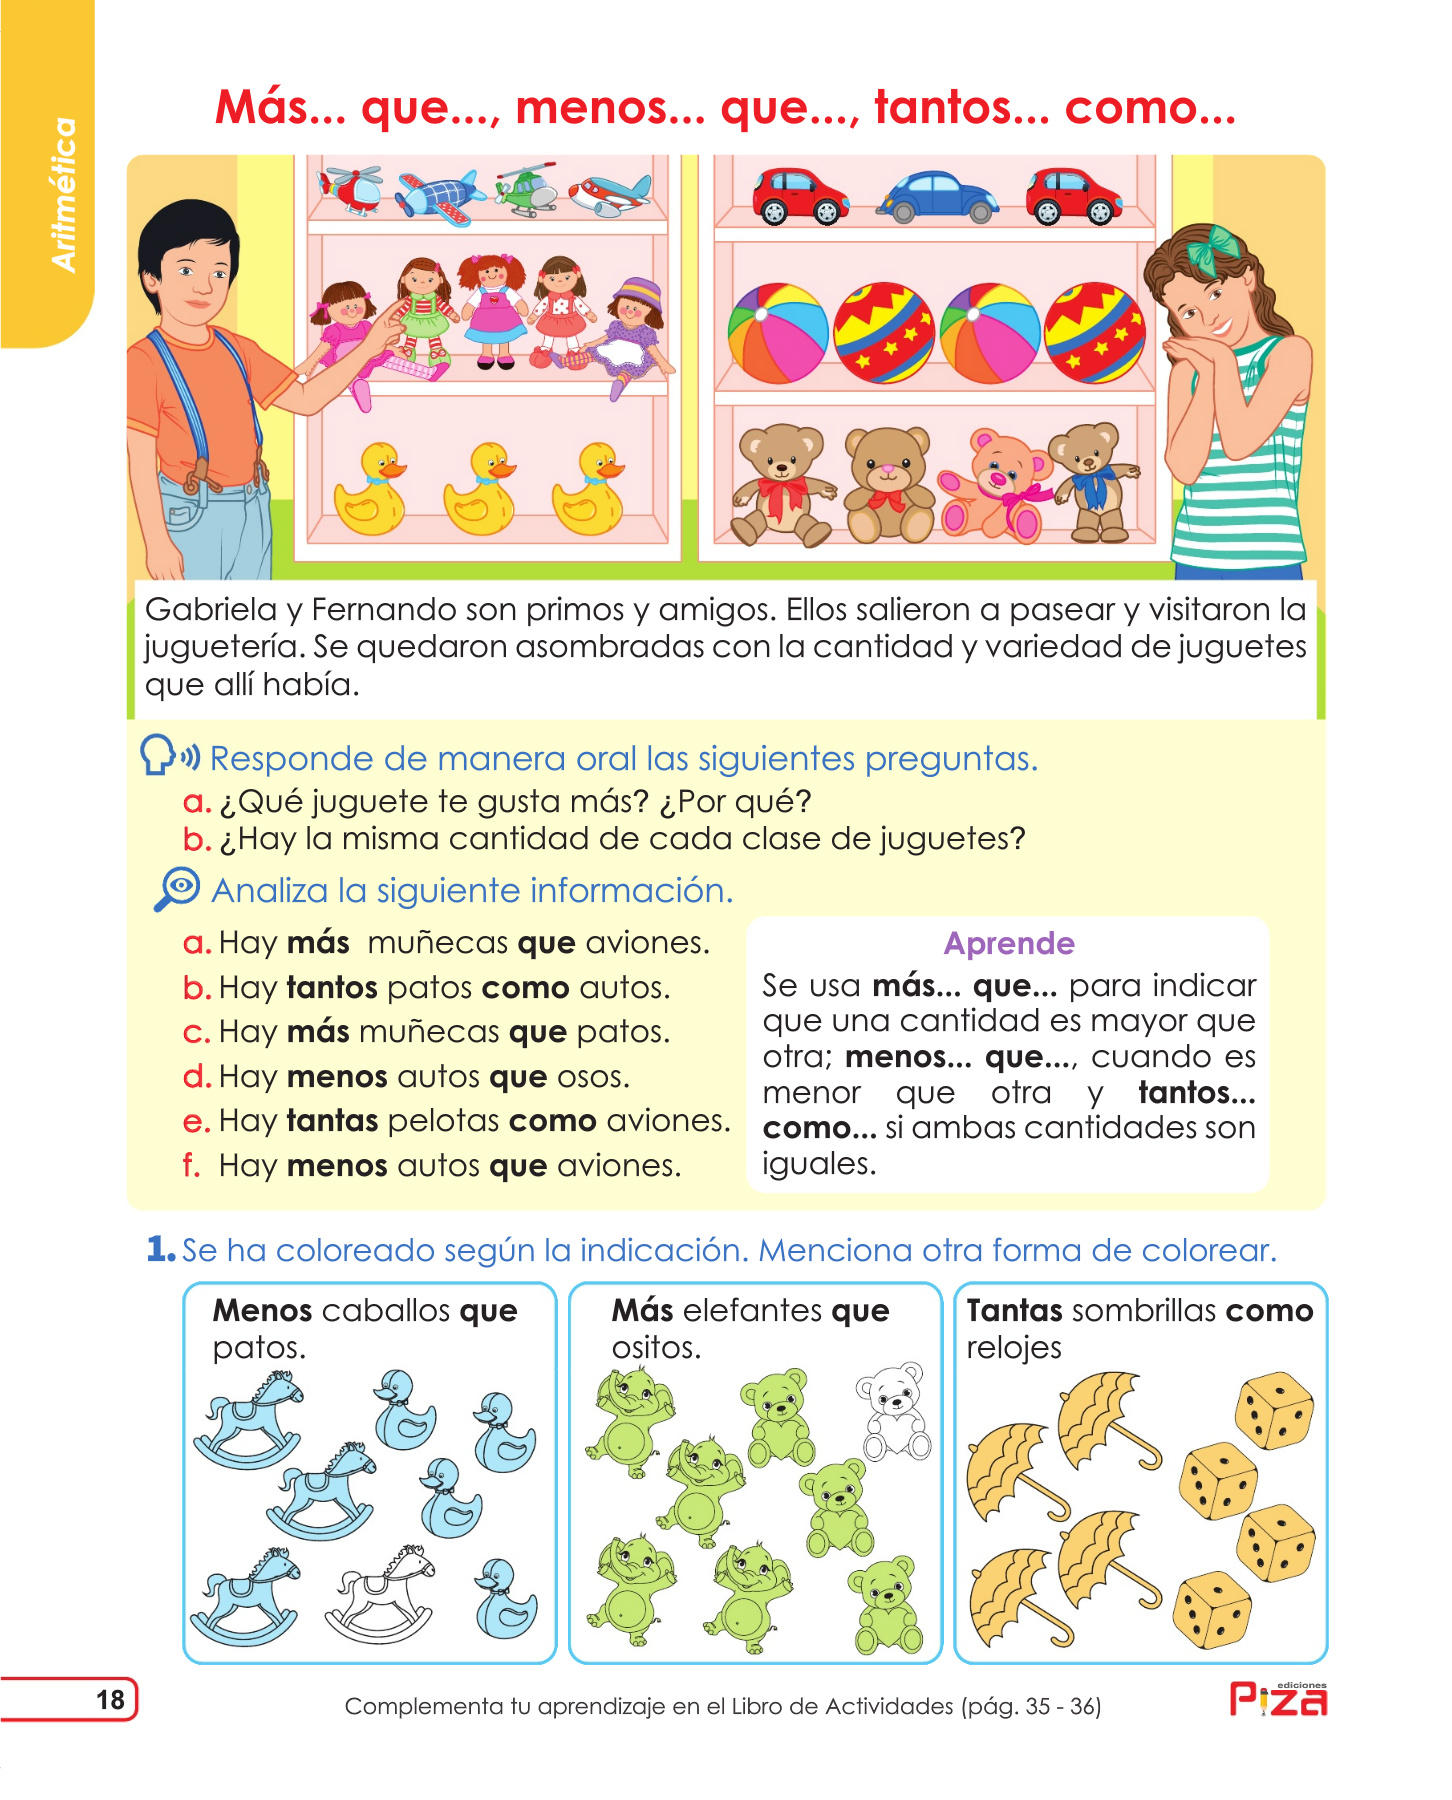 Aritmética
Más... que..., menos... que..., tantos... como...
Gabriela y Fernando son primos y amigos. Ellos salieron a pasear y visitaron la
juguetería. Se quedaron asombradas con la cantidad y variedad de juguetes
que allí había.
Responde de manera oral las siguientes preguntas.
a. ¿Qué juguete te gusta más? ¿Por qué?
b. ¿Hay la misma cantidad de cada clase de juguetes?
Analiza la siguiente información.
a. Hay más muñecas que aviones.
b. Hay tantos patos como autos.
c. Hay más muñecas que patos.
d. Hay menos autos que osos.
e. Hay tantas pelotas como aviones.
f. Hay menos autos que aviones.
Aprende
Se usa más... que... para indicar
que una cantidad es mayor que
otra; menos... que..., cuando es
menor que otra y tantos...
como... si ambas cantidades son
iguales.
1. Se ha coloreado según la indicación. Menciona otra forma de colorear.
Menos caballos que
patos.
Más elefantes que
ositos.
Tantas sombrillas como
relojes
18
Complementa tu aprendizaje en el Libro de Actividades (pág. 35 - 36)
ediciones
Piza